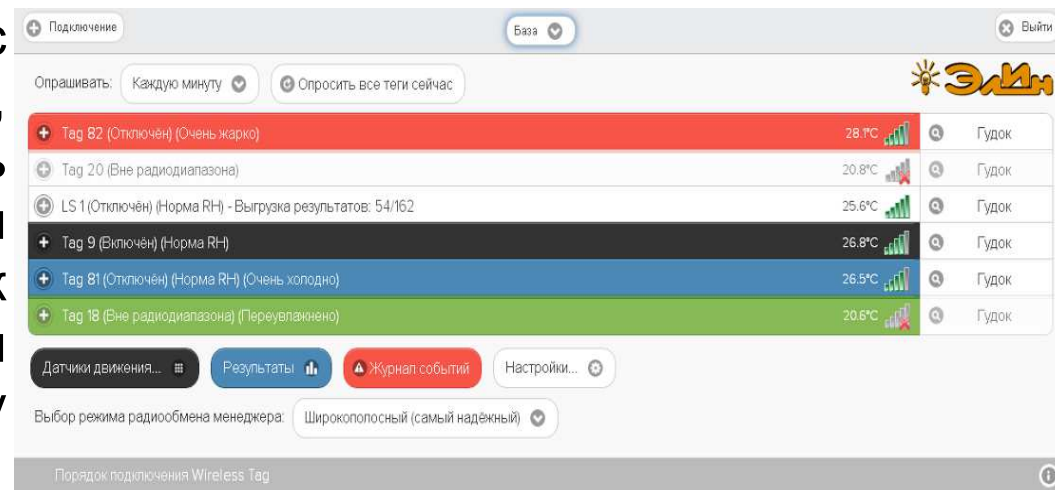 Подключение База Выйти
Опрашивать: Каждую минуту Опросить все теги сейчас ЭлИн
Tag 82 (Отключён) (Очень жарко) 28.1°C Гудок
Tag 20 (Вне радиодиапазона) 20.8°C Гудок
LS 1 (Отключён) (Норма RH) - Выгрузка результатов: 54/162 25.6°C Гудок
Tag 9 (Включён) (Норма RH) 26.8°C Гудок
Tag 81 (Отключён) (Норма RH) (Очень холодно) 26.5°C Гудок
Tag 18 (Вне радиодиапазона) (Переувлажнено) 20.6°C Гудок
Датчики движения... Результаты Журнал событий Настройки...
Выбор режима радиообмена менеджера: Широкополосный (самый надёжный)
Порядок подключения Wireless Tag